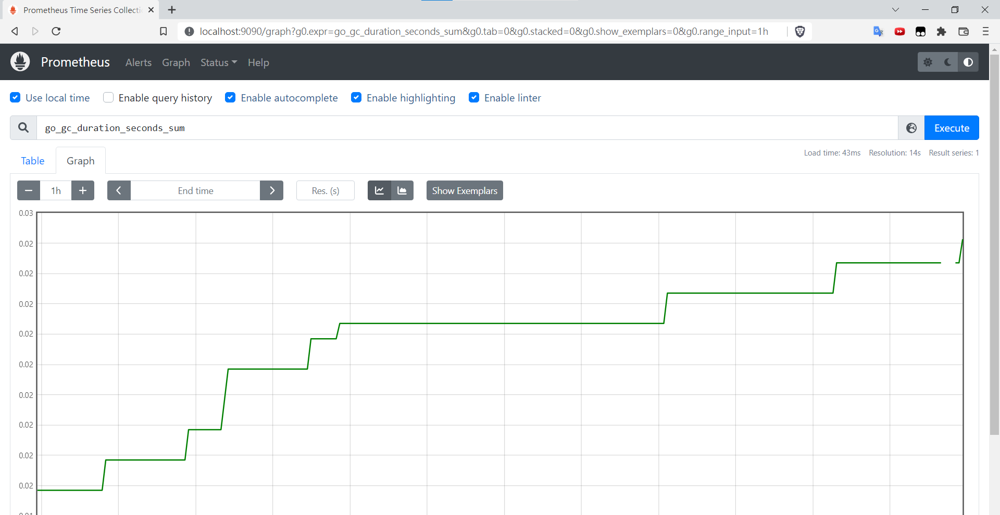 Prometheus Time Series Collecti
localhost:9090/graph?g0.expr=go_gc_duration_seconds_sum&g0.tab=0&g0.stacked=0&g0.show_exemplars=0&g0.range_input=1h
Prometheus Alerts Graph Status Help
Use local time Enable query history Enable autocomplete Enable highlighting Enable linter
go_gc_duration_seconds_sum Execute
Table Graph Load time: 43ms Resolution: 14s Result series: 1
1h End time Res. (s) Show Exemplars
0.03
0.02
0.02
0.02
0.02
0.02
0.02
0.02
0.02
0.02
0.01